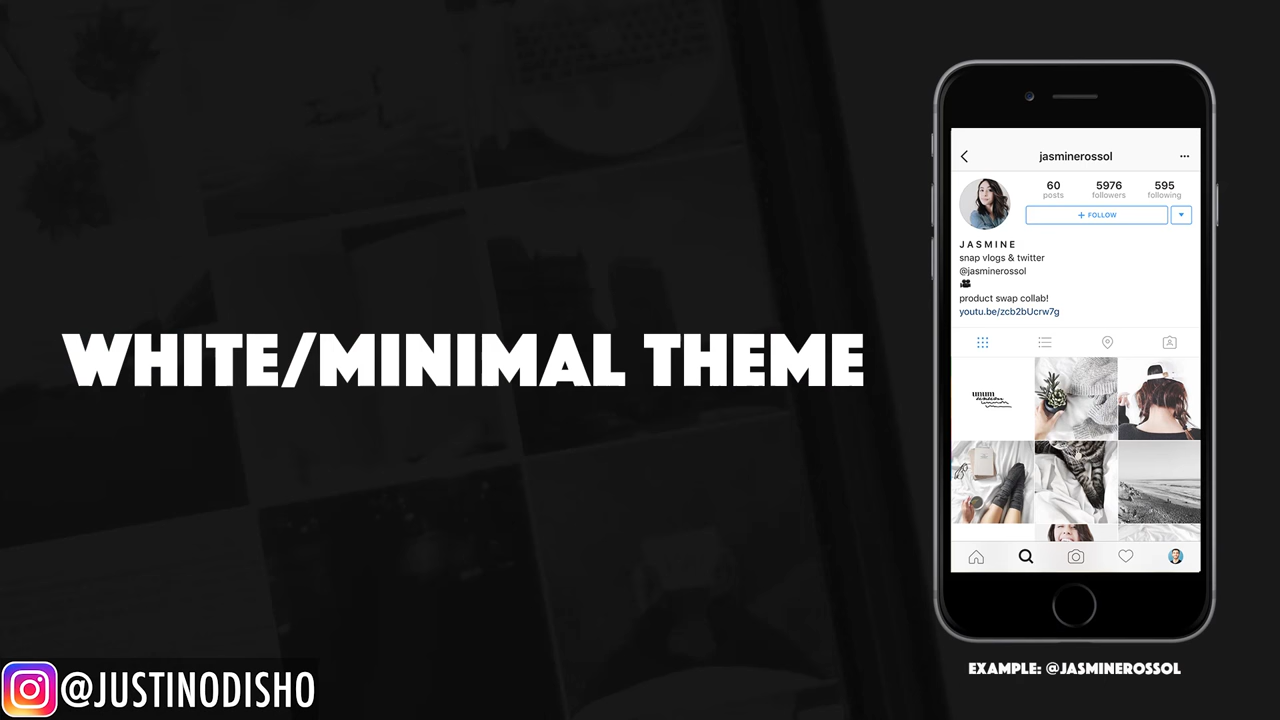 WHITE/MINIMAL THEME
jasminerossol
60 5976 595
posts followers following
+ FOLLOW
J A S M I N E
snap vlogs & twitter
@jasminerossol
product swap collab!
youtu.be/zcb2bUcrw7g
EXAMPLE: @JASMINEROSSOL
@JUSTINODISHO